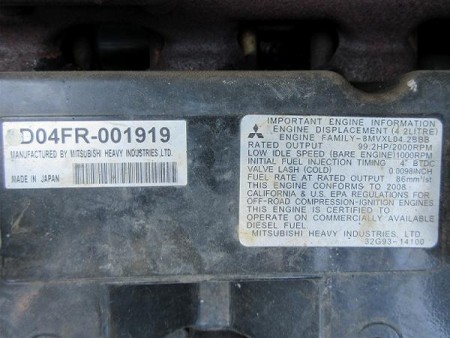 D04FR-001919
MANUFACTURED BY MITSUBISHI HEAVY INDUSTRIES, LTD.
MADE IN JAPAN
IMPORTANT ENGINE INFORMATION
ENGINE DISPLACEMENT (4.2LITRE)
ENGINE FAMILY-8MVXL04.2BBB
RATED OUTPUT 99.2HP/2000RPM
LOW IDLE SPEED (BARE ENGINE) 1000RPM
INITIAL FUEL INJECTION TIMING 4° BTDC
VALVE LASH (COLD) 0.0098INCH
FUEL RATE AT RATED OUTPUT 86mm³/st
THIS ENGINE CONFORMS TO 2008
CALIFORNIA & U.S. EPA REGULATIONS FOR
OFF-ROAD COMPRESSION-IGNITION ENGINES
THIS ENGINE IS CERTIFIED TO
OPERATE ON COMMERCIALLY AVAILABLE
DIESEL FUEL
MITSUBISHI HEAVY INDUSTRIES, LTD.
32G93-14100